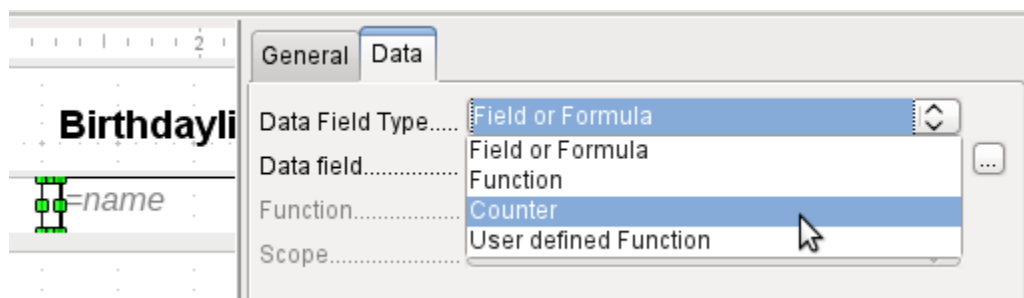 2
General Data
Birthdayli
Data Field Type..... Field or Formula
Field or Formula
Data field................ ...
Function
=name
Function................. Counter
User defined Function
Scope.....................